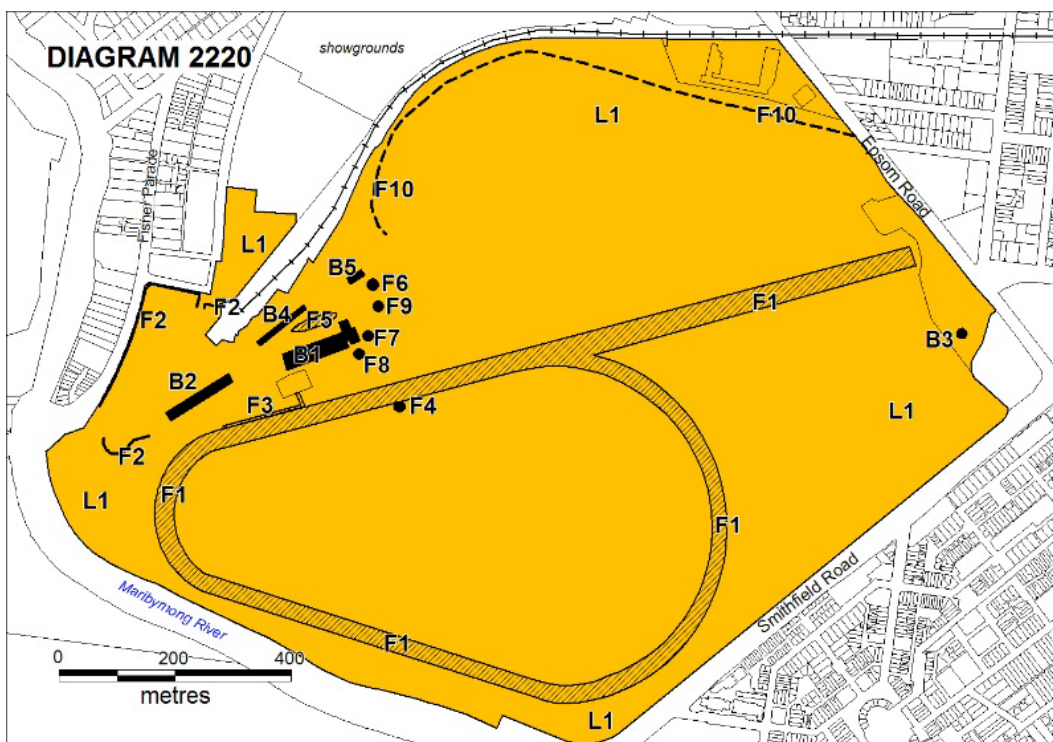 DIAGRAM 2220
showgrounds
L1
F10
Epsom Road
Fisher Parade
F10
L1
B5
F6
F9
F1
F2
F2
B4
F5
F7
B3
B1
F8
B2
F3
F4
L1
F2
L1
F1
F1
Smithfield Road
Maribyrnong River
F1
0 200 400
metres
L1